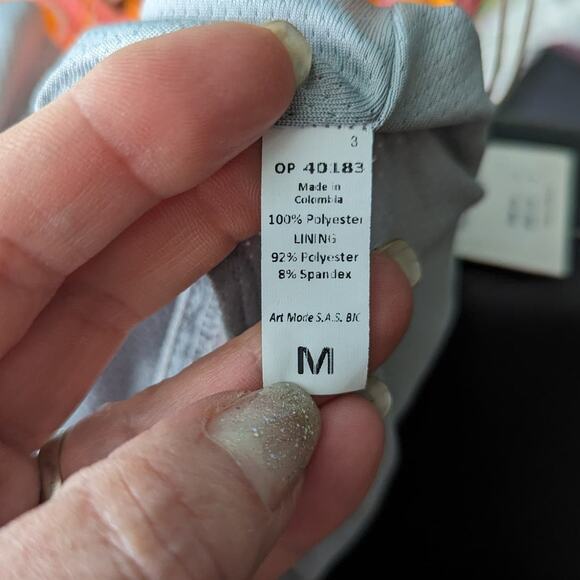 3
OP 40183
Made in
Colombia
100% Polyester
LINING
92% Polyester
8% Spandex
Art Mode S.A.S. BIC
M